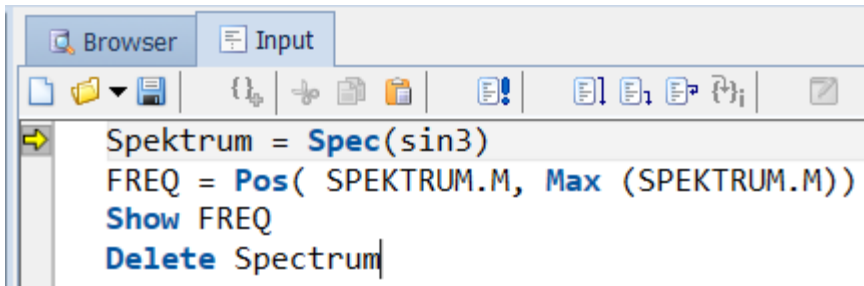 Browser Input
Spektrum = Spec(sin3)
FREQ = Pos( SPEKTRUM.M, Max (SPEKTRUM.M))
Show FREQ
Delete Spectrum